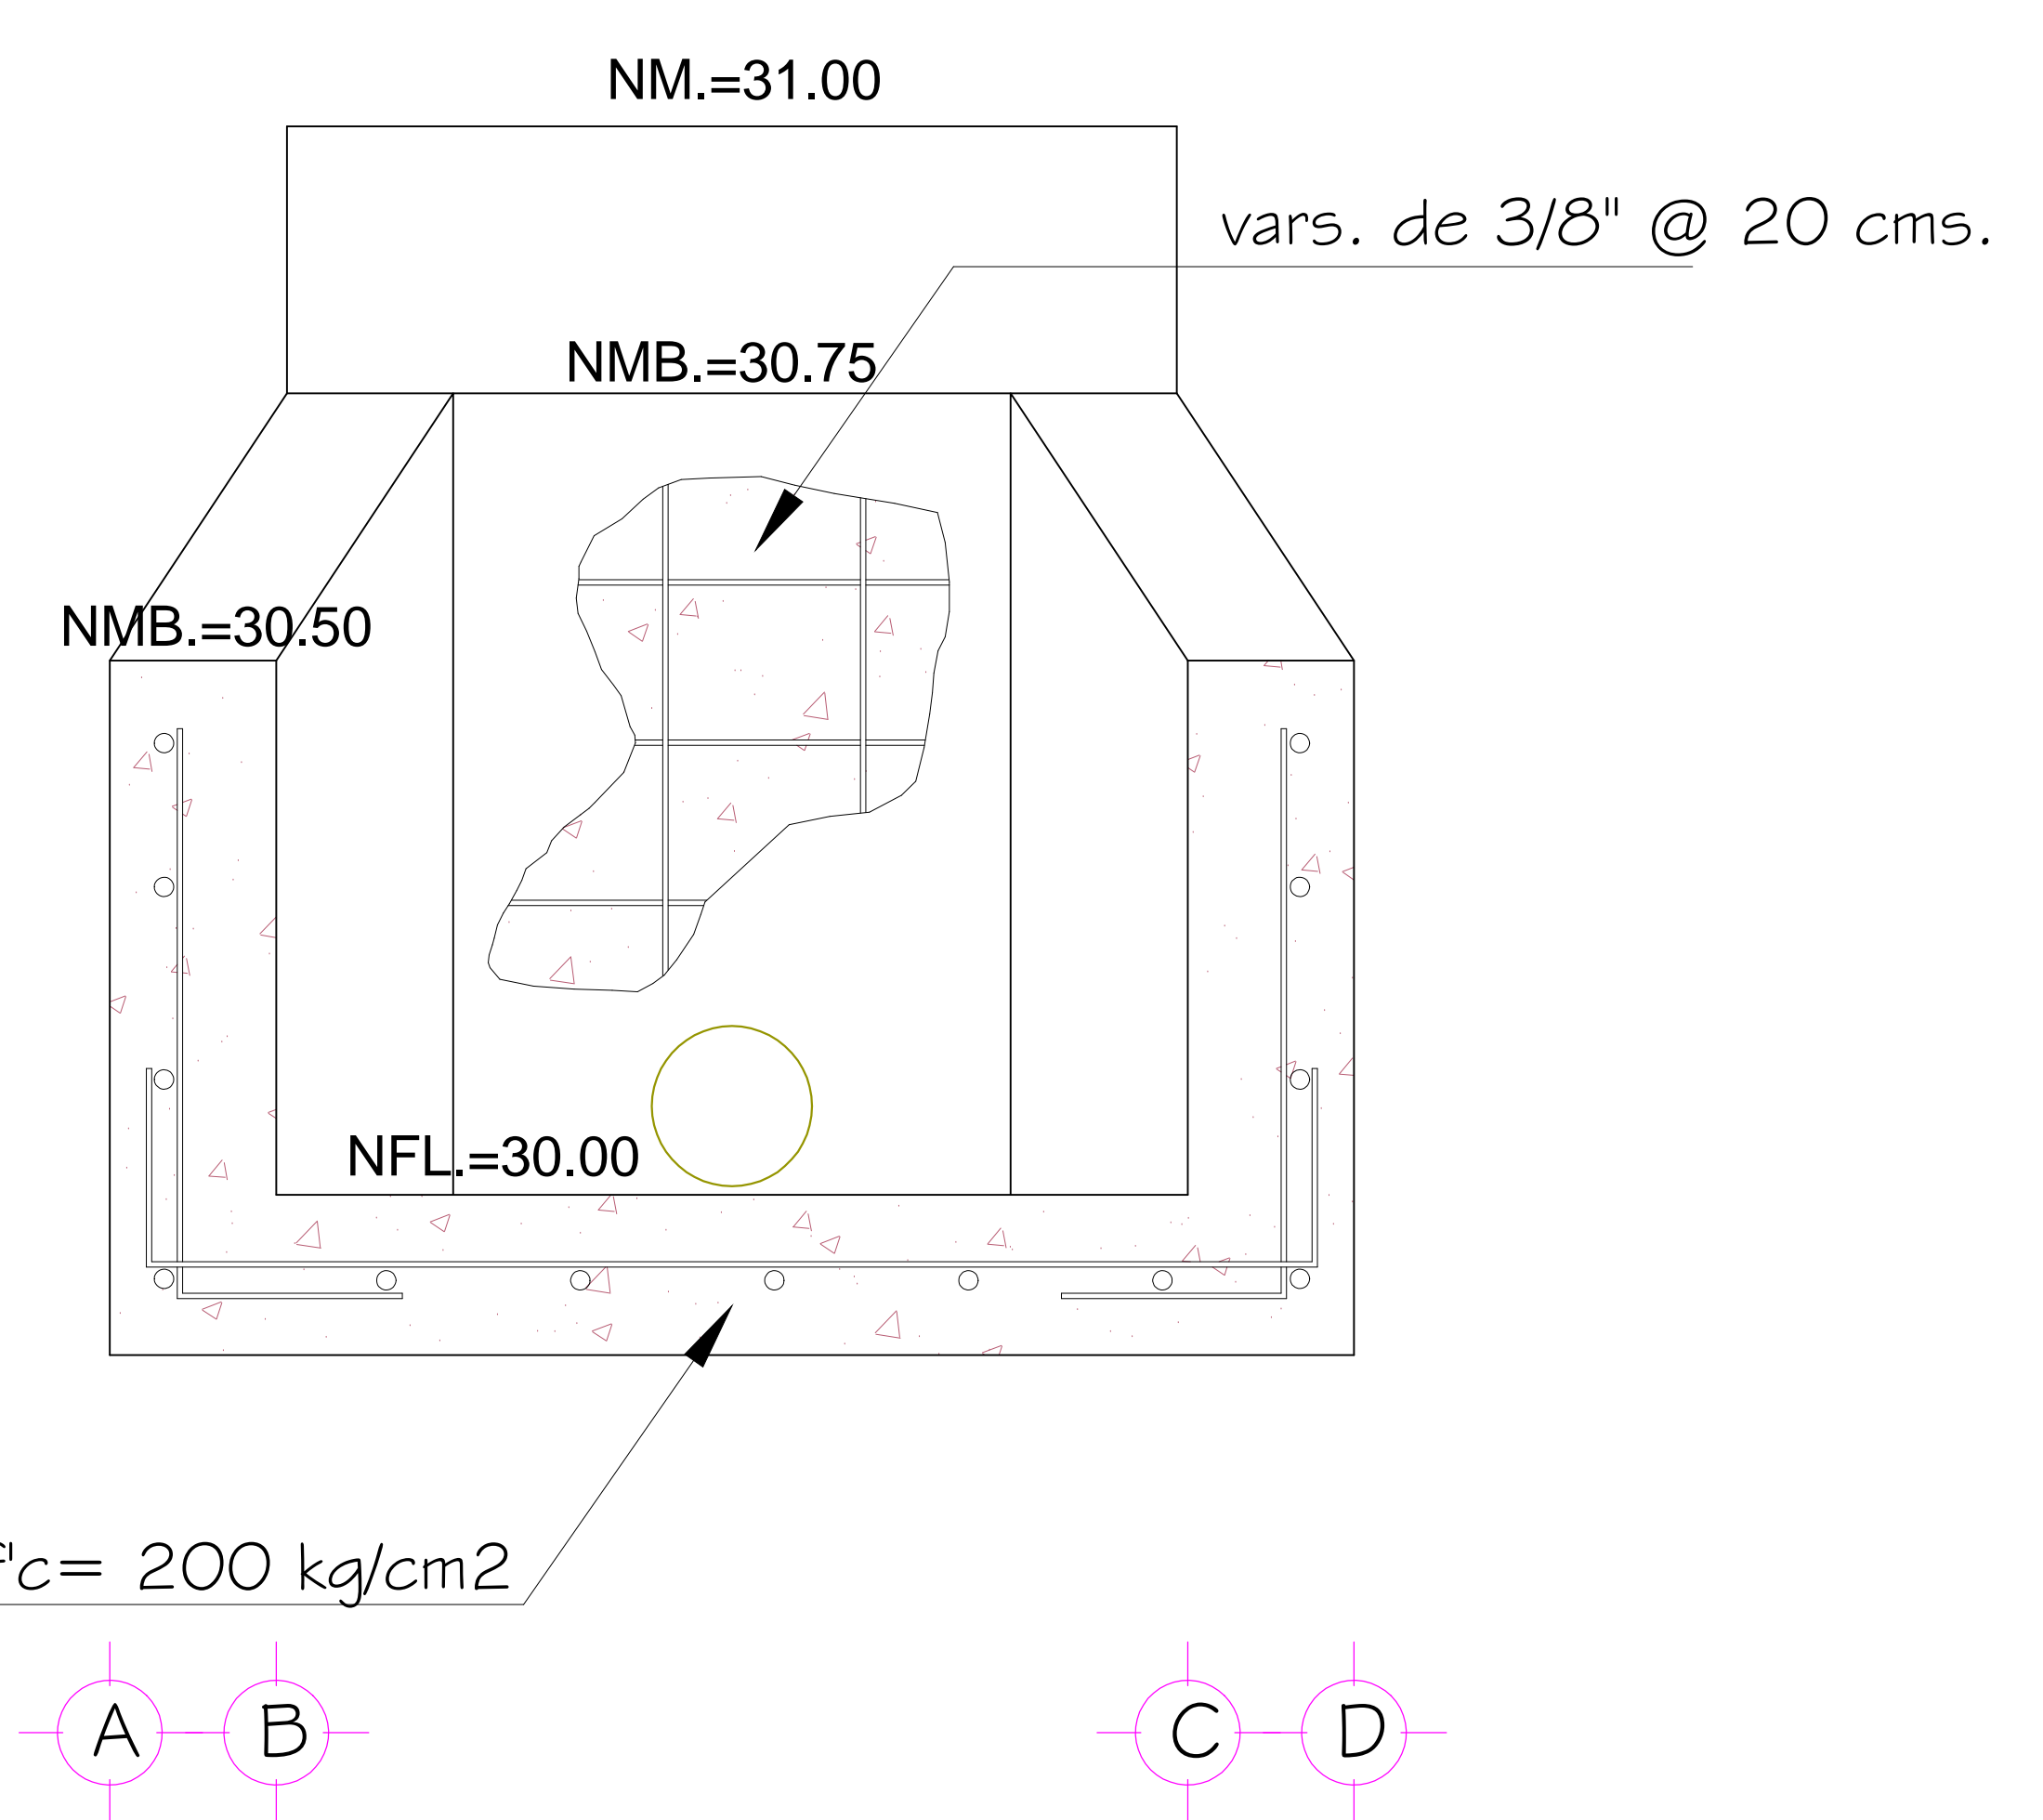 NM.=31.00
vars. de 3/8" @ 20 cms.
NMB.=30.75
NMB.=30.50
NFL.=30.00
'c= 200 kg/cm2
A B C D